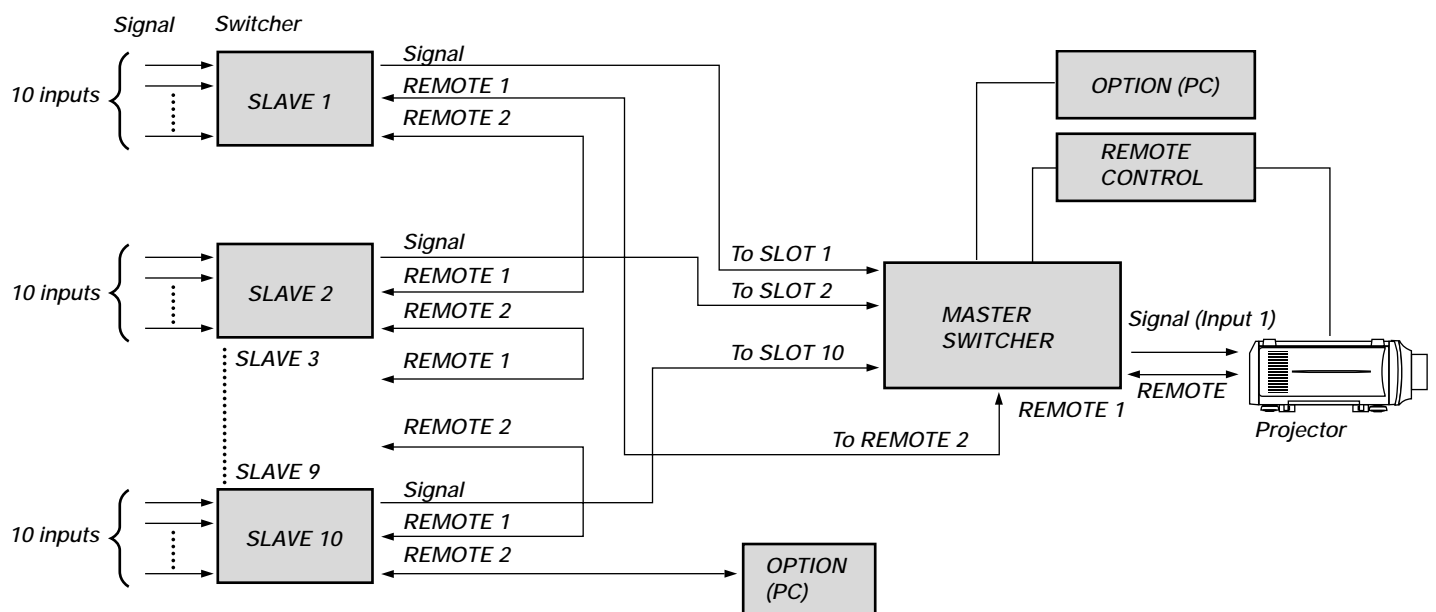 Signal Switcher
10 inputs
SLAVE 1
Signal
REMOTE 1
REMOTE 2
10 inputs
SLAVE 2
Signal
REMOTE 1
REMOTE 2
SLAVE 3
REMOTE 1
REMOTE 2
SLAVE 9
10 inputs
SLAVE 10
Signal
REMOTE 1
REMOTE 2
OPTION
(PC)
To SLOT 1
To SLOT 2
To SLOT 10
To REMOTE 2
OPTION (PC)
REMOTE
CONTROL
MASTER
SWITCHER
REMOTE 1
Signal (Input 1)
REMOTE
Projector